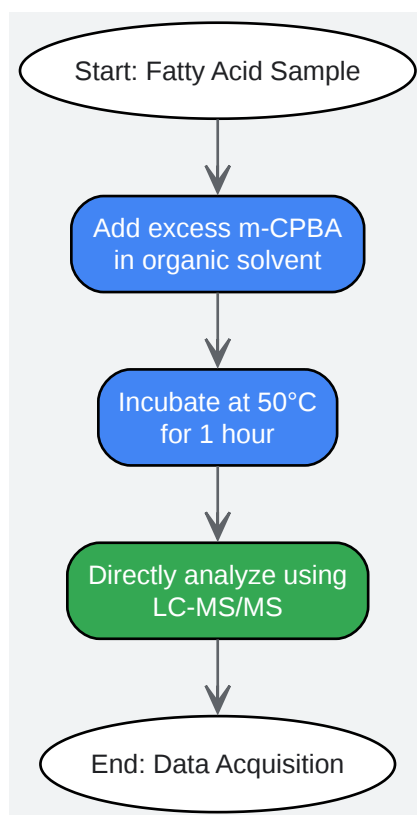 Start: Fatty Acid Sample
Add excess m-CPBA
in organic solvent
Incubate at 50°C
for 1 hour
Directly analyze using
LC-MS/MS
End: Data Acquisition